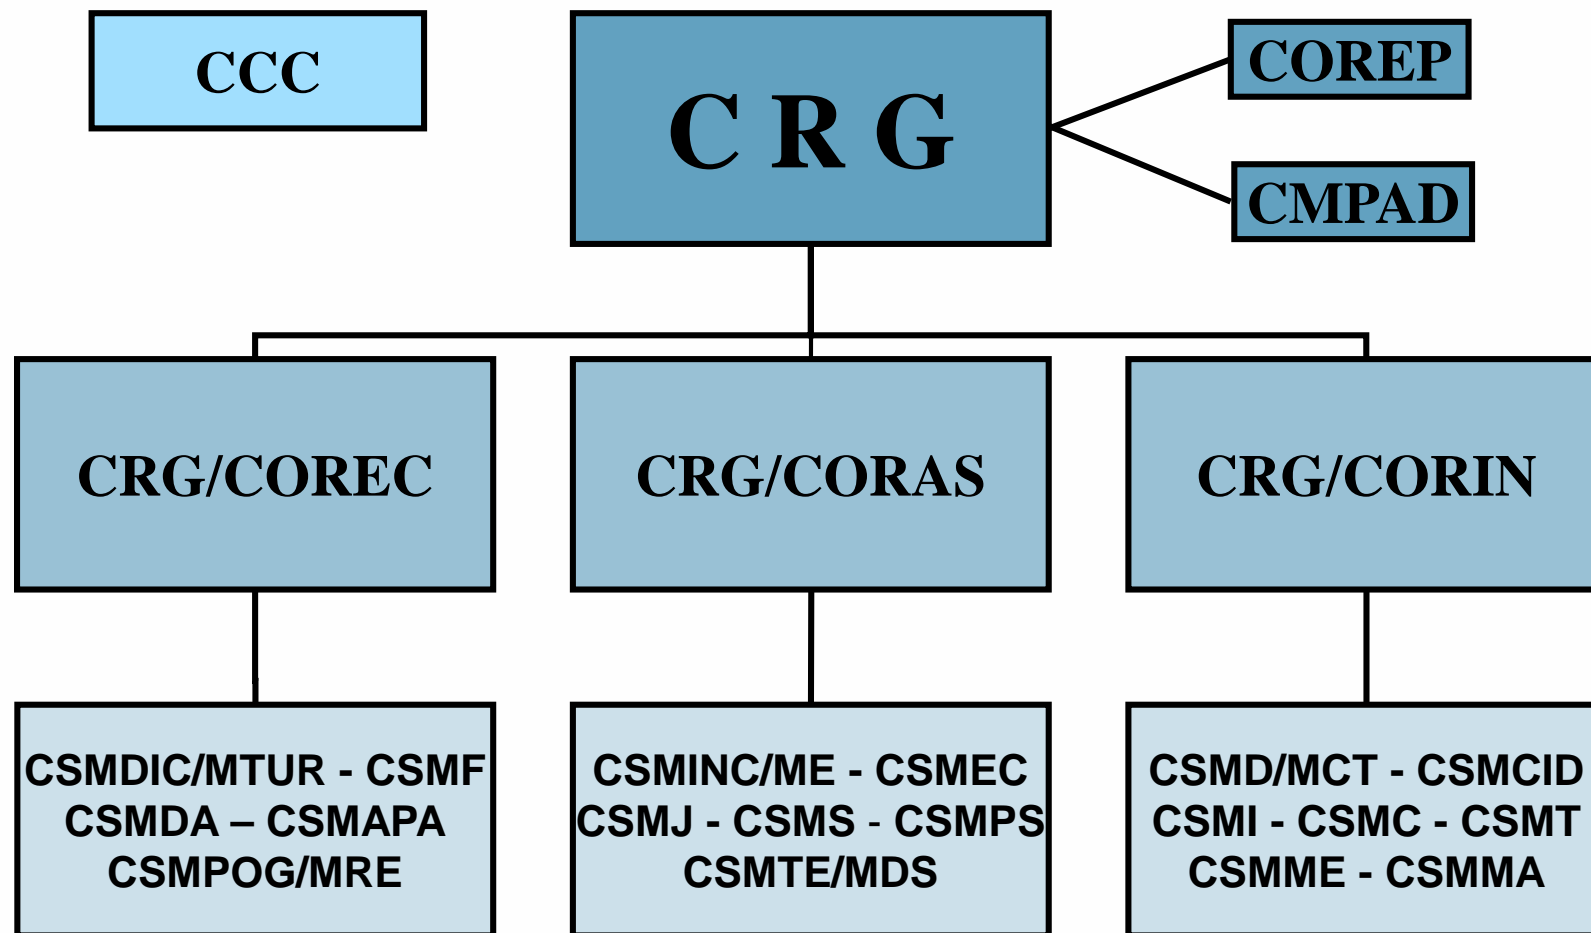 CCC
C R G
COREP
CMPAD
CRG/COREC
CRG/CORAS
CRG/CORIN
CSMDIC/MTUR - CSMF
CSMDA – CSMAPA
CSMPOG/MRE
CSMINC/ME - CSMEC
CSMJ - CSMS - CSMPS
CSMTE/MDS
CSMD/MCT - CSMCID
CSMI - CSMC - CSMT
CSMME - CSMMA